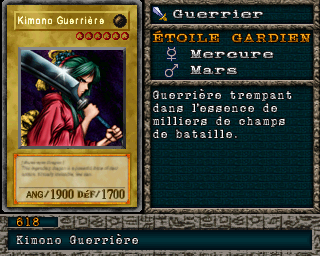 Kimono Guerrière
ANG/1900 DÉF/1700
Guerrier
ÉTOILE GARDIEN
Mercure
Mars
Guerrière trempant
dans l'essence de
milliers de champs
de bataille.
618
Kimono Guerrière